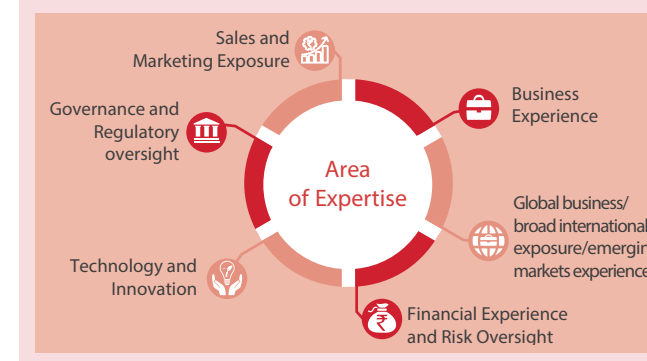 Sales and
Marketing Exposure
Governance and
Regulatory
oversight
Technology and
Innovation
Area
of Expertise
Business
Experience
Global business/
broad international
exposure/emergin
markets experience
Financial Experience
and Risk Oversight
₹